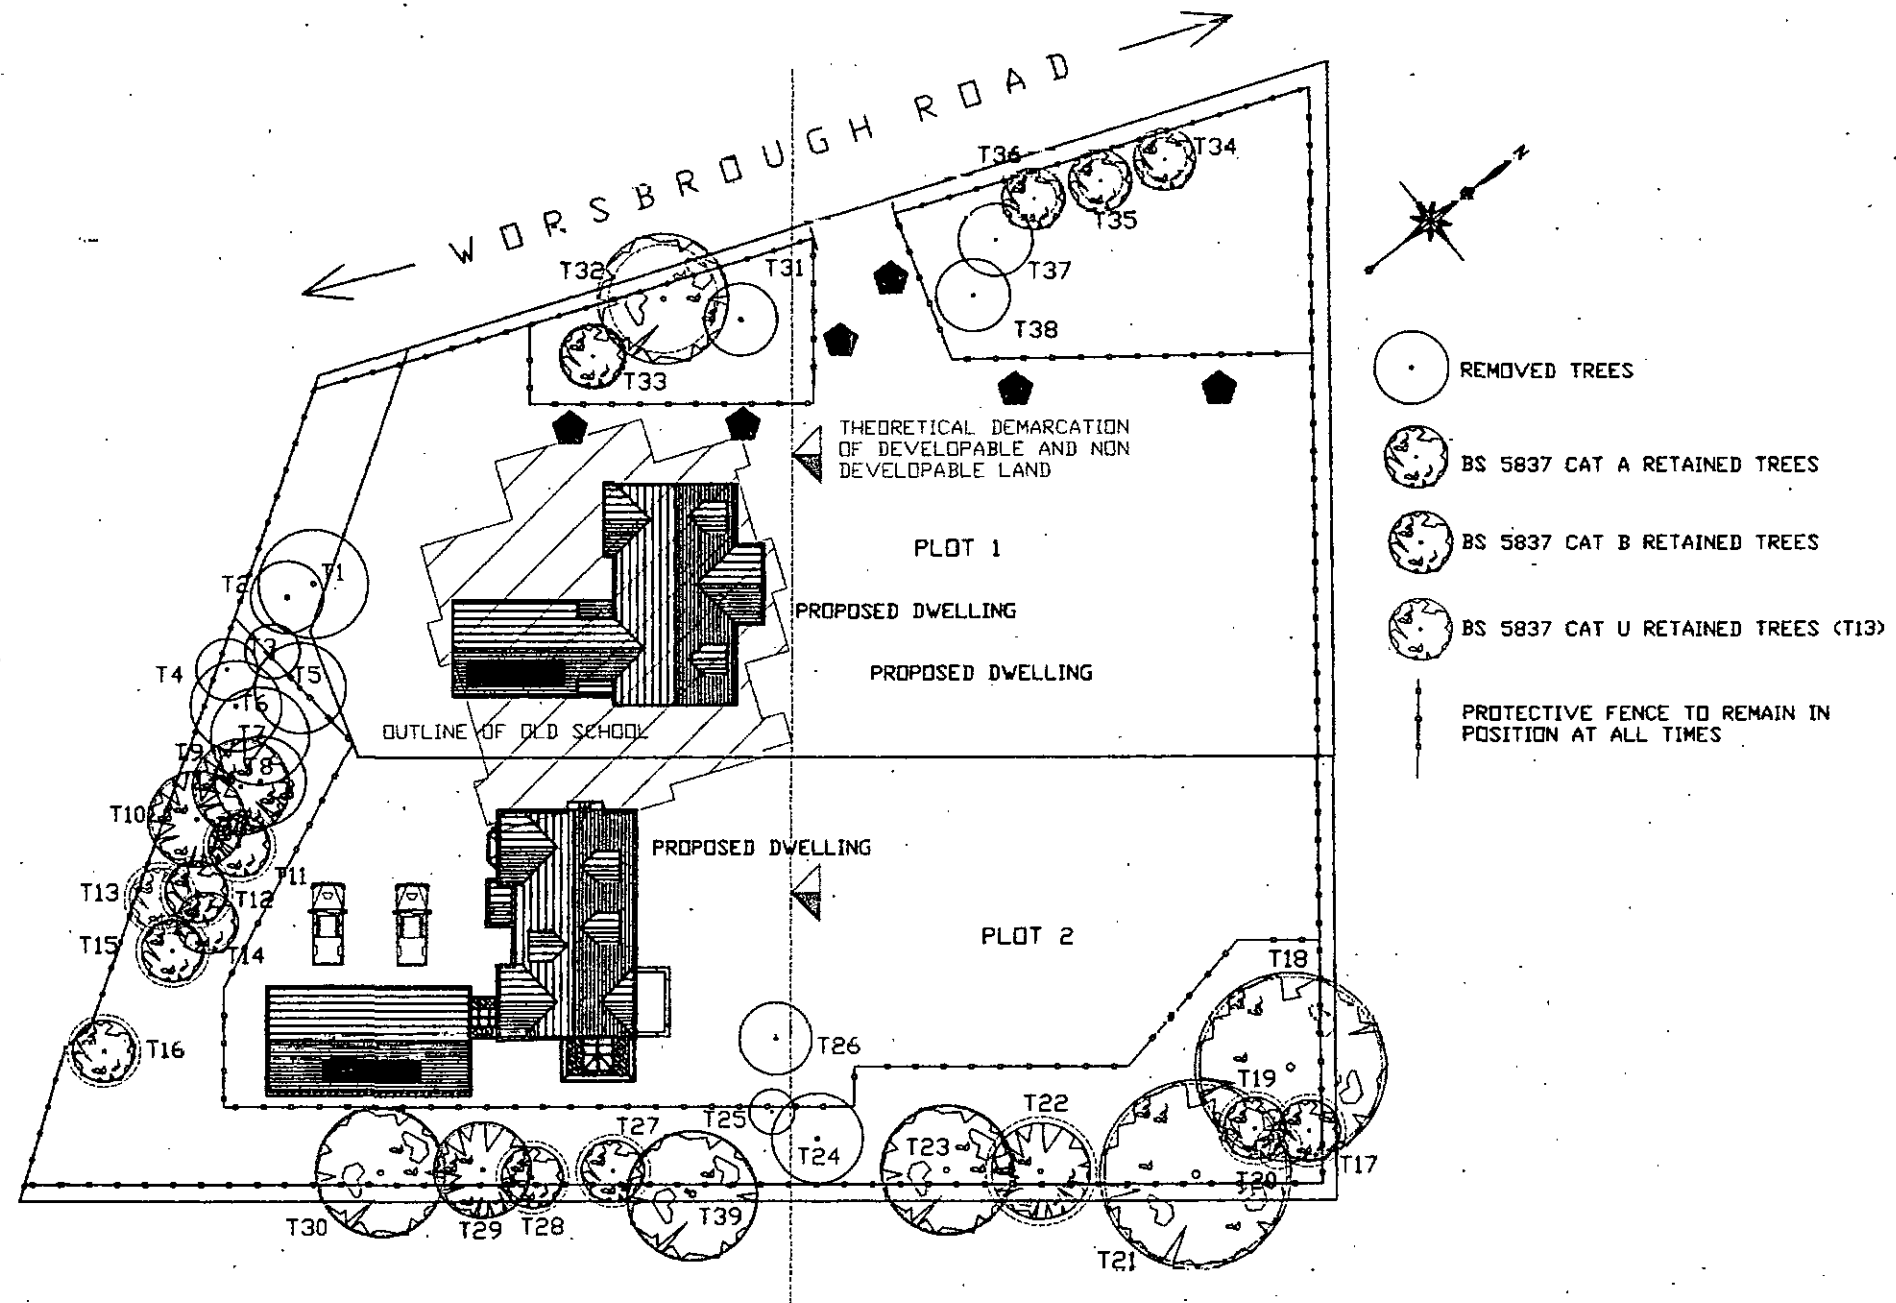 WORSBROUGH ROAD
N
T36
T34
T35
T37
T38
T32
T31
T33
REMOVED TREES
BS 5837 CAT A RETAINED TREES
BS 5837 CAT B RETAINED TREES
BS 5837 CAT U RETAINED TREES (T13)
PROTECTIVE FENCE TO REMAIN IN
POSITION AT ALL TIMES
THEORETICAL DEMARCATION
OF DEVELOPABLE AND NON
DEVELOPABLE LAND
PLOT 1
PROPOSED DWELLING
PROPOSED DWELLING
OUTLINE OF OLD SCHOOL
T2
T1
T3
T4
T5
T6
T7
T9
T8
T10
T11
T13
T12
T15
T14
T16
PROPOSED DWELLING
PLOT 2
T18
T26
T19
T25
T27
T22
T24
T23
T17
T20
T30
T29
T28
T39
T21